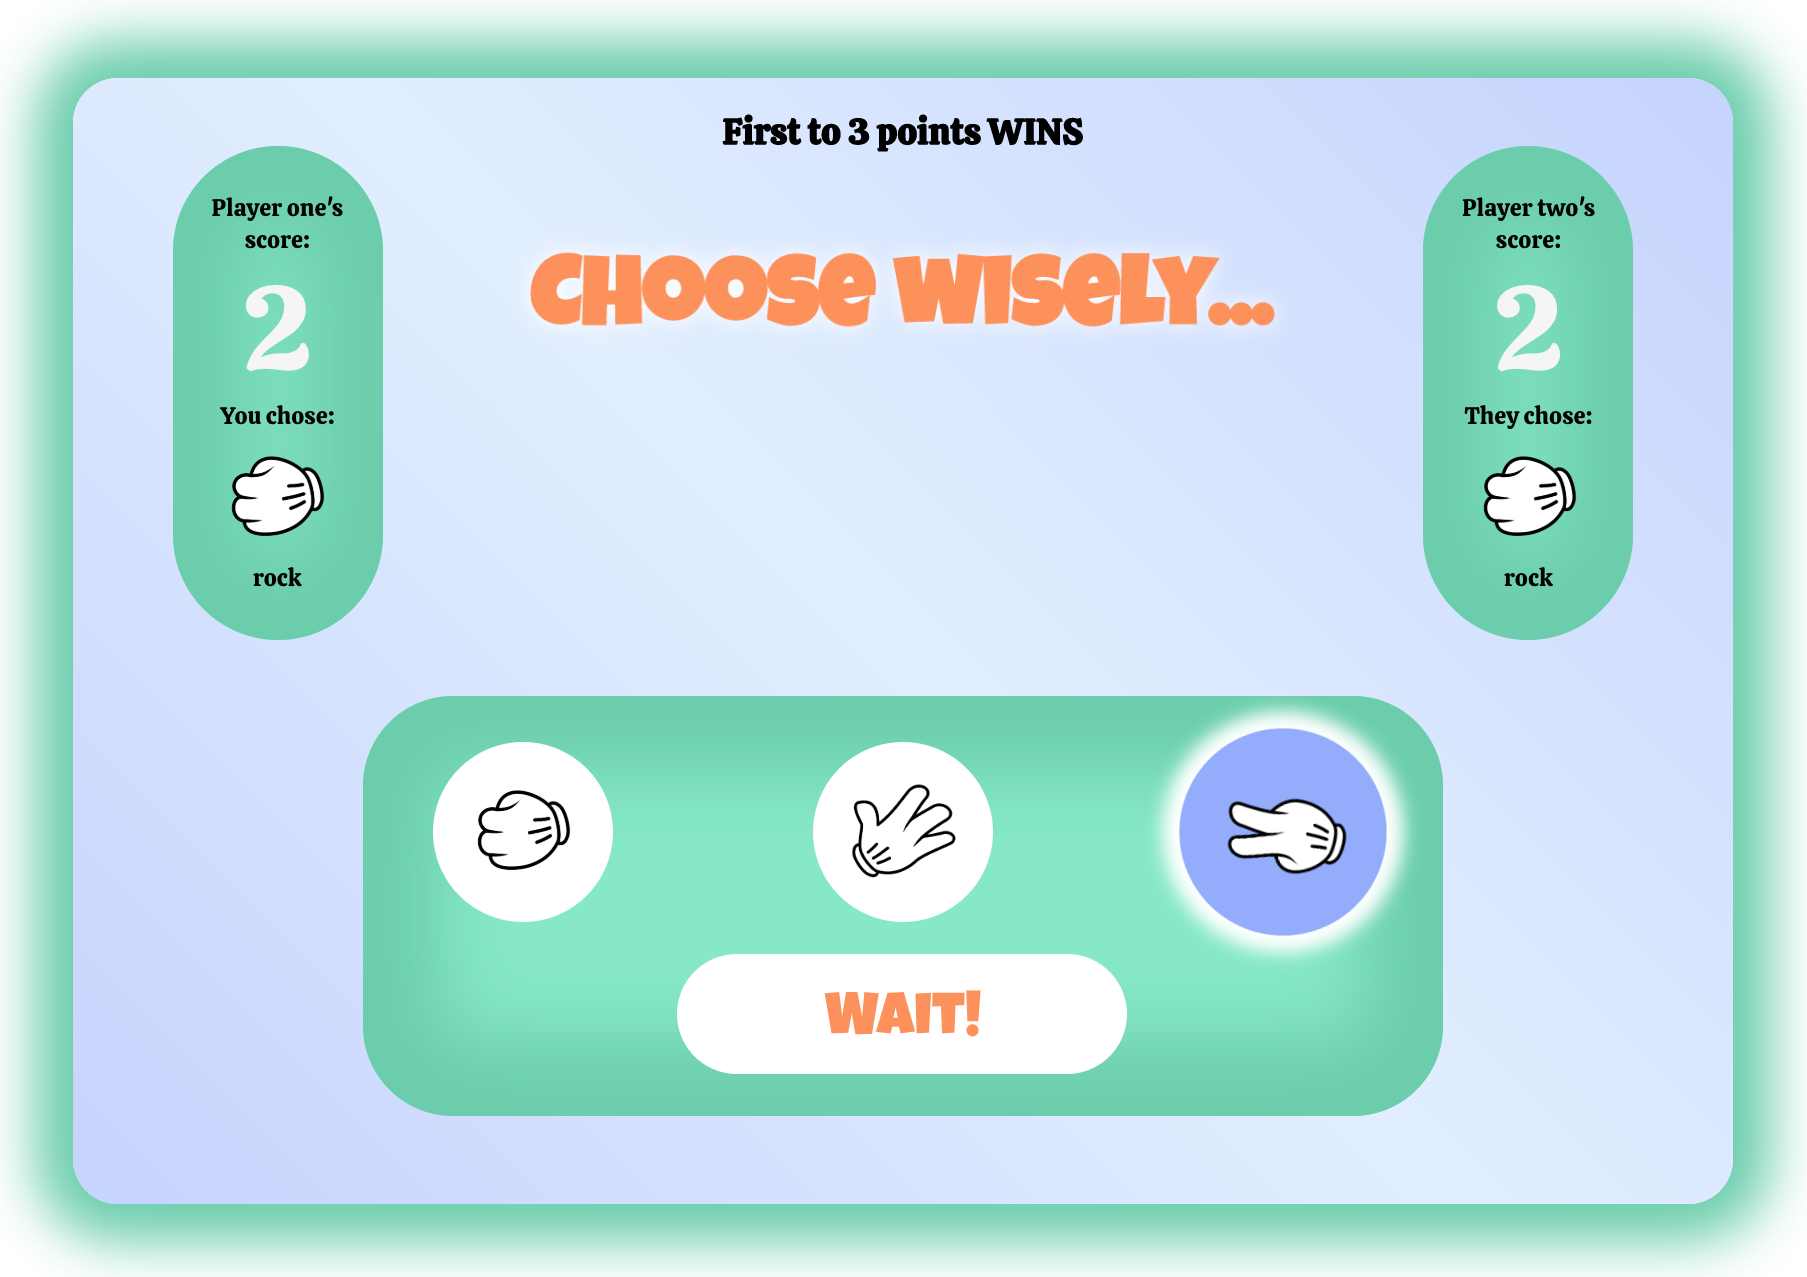 First to 3 points WINS
Player one's
score:
2
You chose:
rock
CHOOSE WISELY...
Player two's
score:
2
They chose:
rock
WAIT!